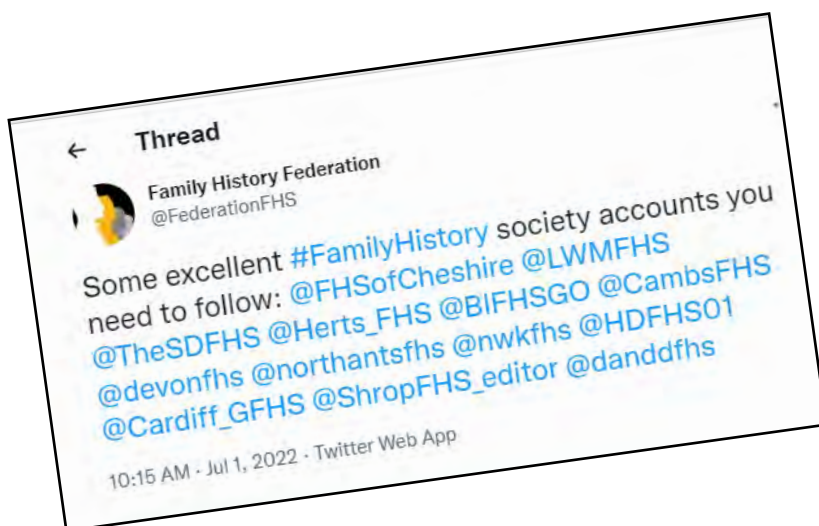 ← Thread
Family History Federation
@FederationFHS
Some excellent #FamilyHistory society accounts you
need to follow: @FHSofCheshire @LWMFHS
@TheSDFHS @Herts_FHS @BIFHSGO @CambsFHS
@devonfhs @northantsfhs @nwkfhs @HDFHS01
@Cardiff_GFHS @ShropFHS_editor @danddfhs
10:15 AM · Jul 1, 2022 · Twitter Web App